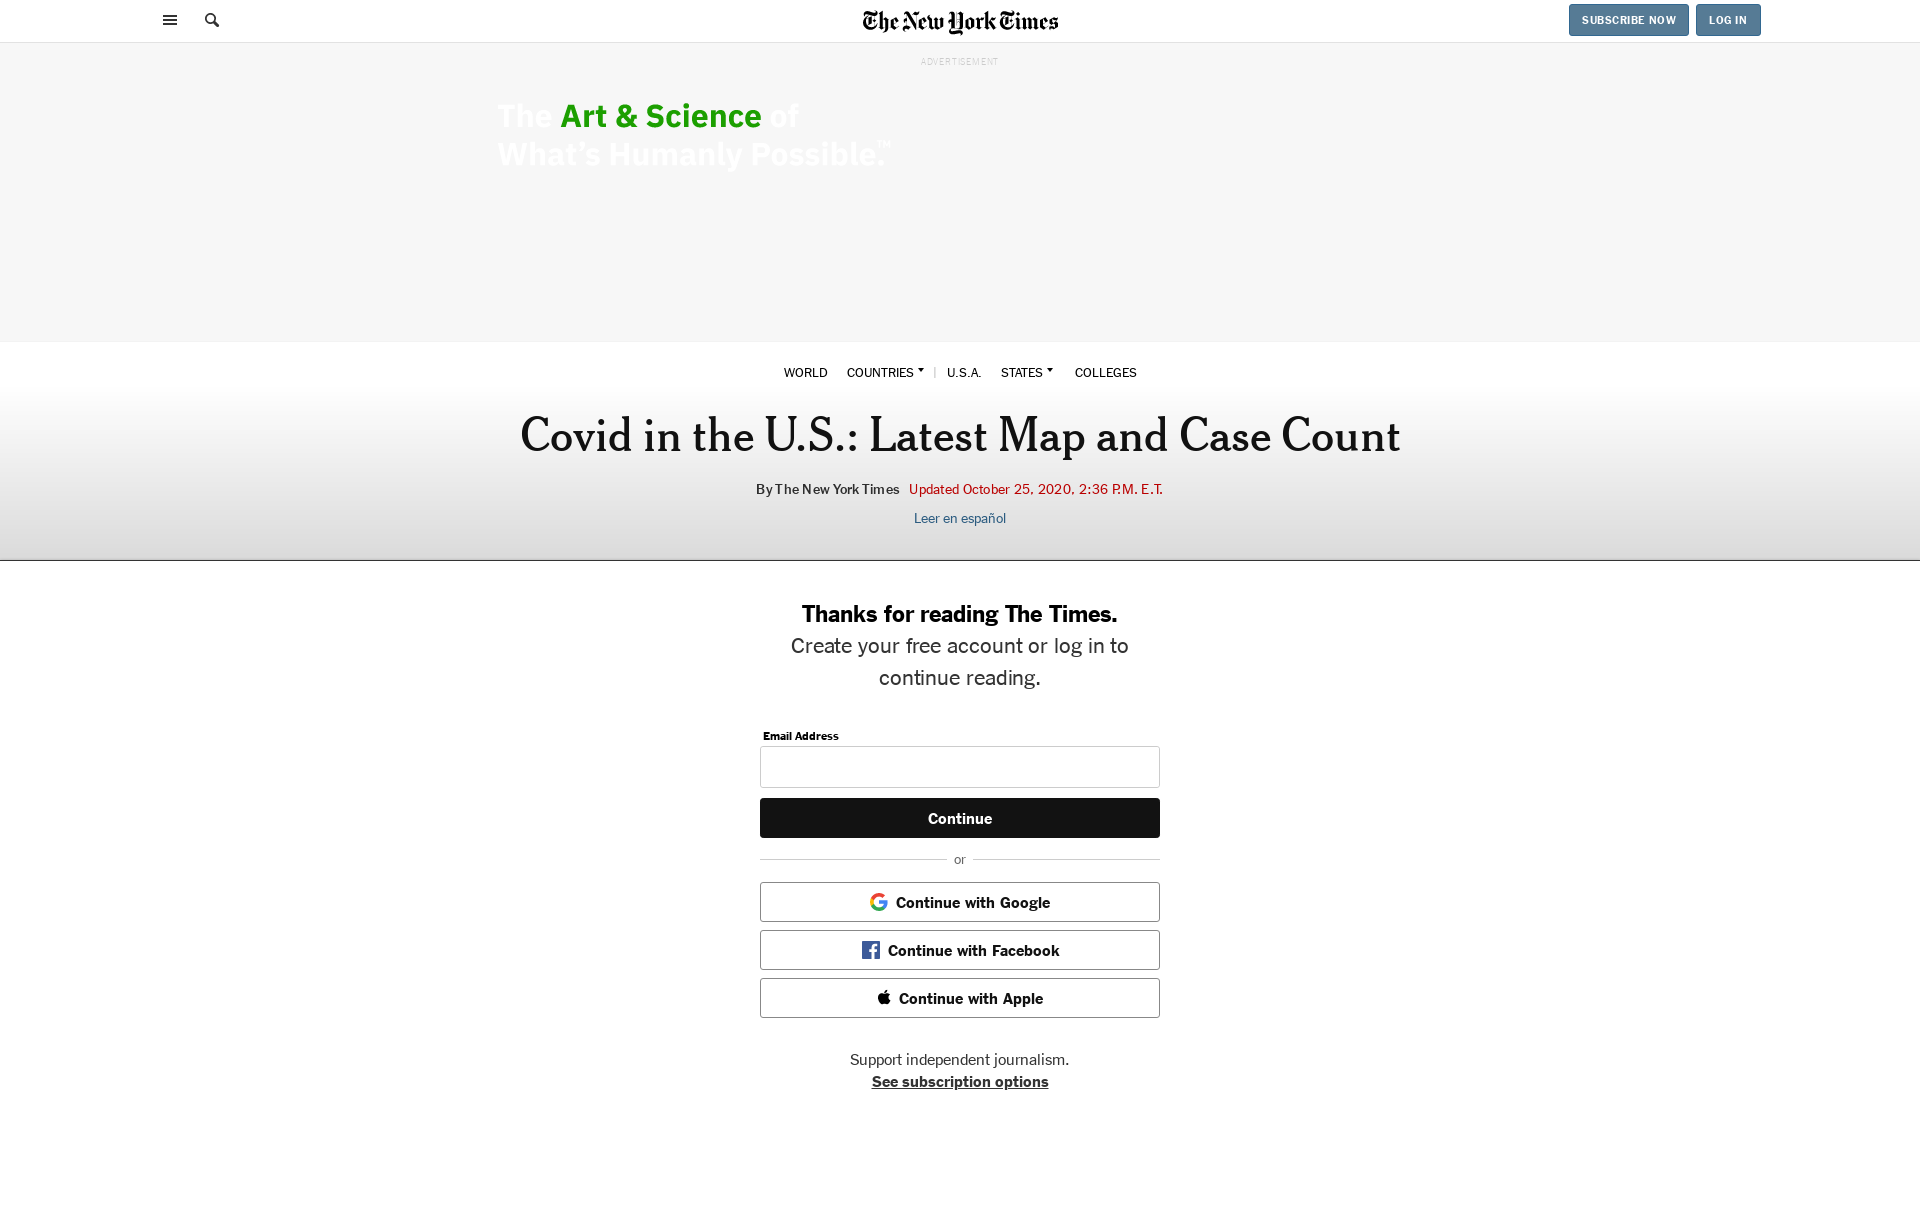 The New York Times
SUBSCRIBE NOW
LOG IN
ADVERTISEMENT
The Art & Science of
What's Humanly Possible.™
WORLD COUNTRIES U.S.A. STATES COLLEGES
Covid in the U.S.: Latest Map and Case Count
By The New York Times Updated October 25, 2020, 2:36 P.M. E.T.
Leer en español
Thanks for reading The Times.
Create your free account or log in to
continue reading.
Email Address
Continue
or
Continue with Google
Continue with Facebook
Continue with Apple
Support independent journalism.
See subscription options